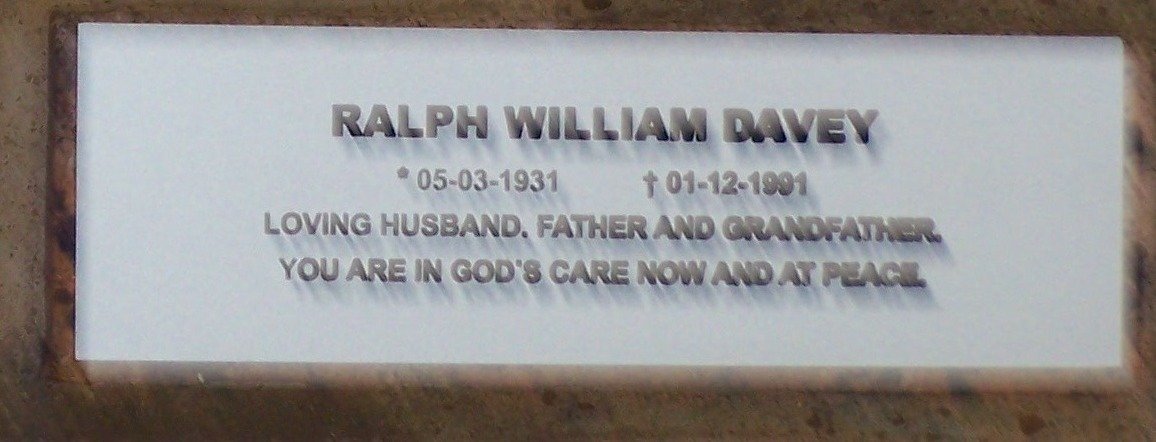 RALPH WILLIAM DAVEY
* 05-03-1931 † 01-12-1991
LOVING HUSBAND. FATHER AND GRANDFATHER.
YOU ARE IN GOD'S CARE NOW AND AT PEACE.